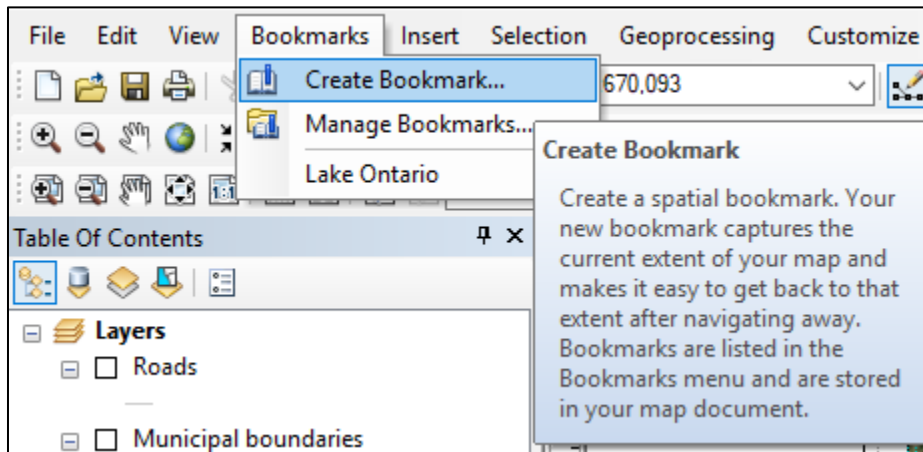 File Edit View Bookmarks Insert Selection Geoprocessing Customize
Create Bookmark...
670,093
Manage Bookmarks...
Lake Ontario
1:1
Create Bookmark
Create a spatial bookmark. Your
new bookmark captures the
current extent of your map and
makes it easy to get back to that
extent after navigating away.
Bookmarks are listed in the
Bookmarks menu and are stored
in your map document.
Table Of Contents
Layers
Roads
Municipal boundaries